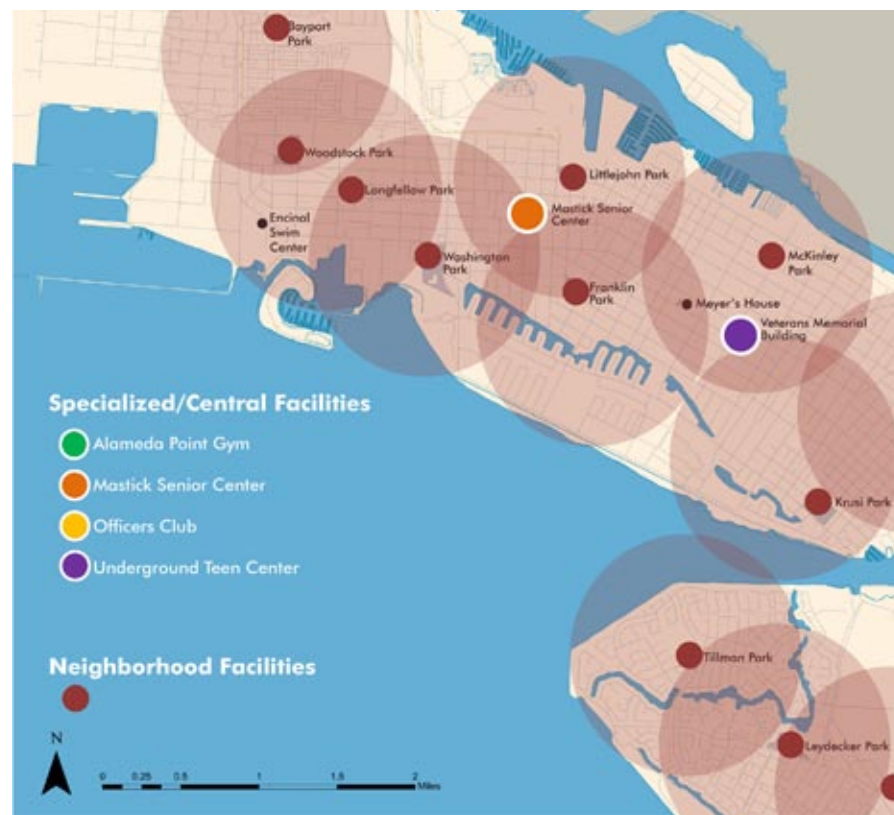 Bayport
Park
Woodstock Park
Longfellow Park
Encinal
Swim
Center
Washington
Park
Littlejohn Park
Mastick Senior
Center
Franklin
Park
McKinley
Park
Meyer's House
Veterans Memorial
Building
Krusi Park
Tillman Park
Leydecker Park
Specialized/Central Facilities
Alameda Point Gym
Mastick Senior Center
Officers Club
Underground Teen Center
Neighborhood Facilities
N
0 0.25 0.5 1 1.5 2
Miles